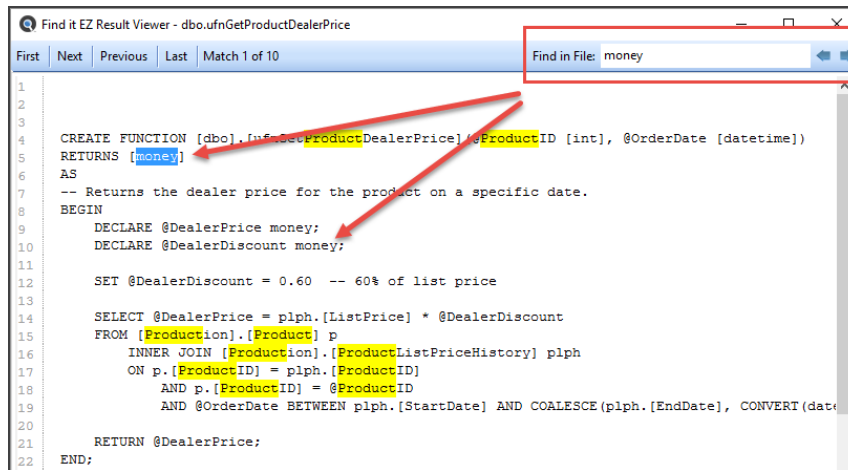 Find it EZ Result Viewer - dbo.ufnGetProductDealerPrice
First Next Previous Last Match 1 of 10 Find in File: money
1
2
3
4 CREATE FUNCTION [dbo].[ufnGetProductDealerPrice](@ProductID [int], @OrderDate [datetime])
5 RETURNS [money]
6 AS
7 -- Returns the dealer price for the product on a specific date.
8 BEGIN
9 DECLARE @DealerPrice money;
10 DECLARE @DealerDiscount money;
11
12 SET @DealerDiscount = 0.60 -- 60% of list price
13
14 SELECT @DealerPrice = plph.[ListPrice] * @DealerDiscount
15 FROM [Production].[Product] p
16 INNER JOIN [Production].[ProductListPriceHistory] plph
17 ON p.[ProductID] = plph.[ProductID]
18 AND p.[ProductID] = @ProductID
19 AND @OrderDate BETWEEN plph.[StartDate] AND COALESCE(plph.[EndDate], CONVERT(date
20
21 RETURN @DealerPrice;
22 END;